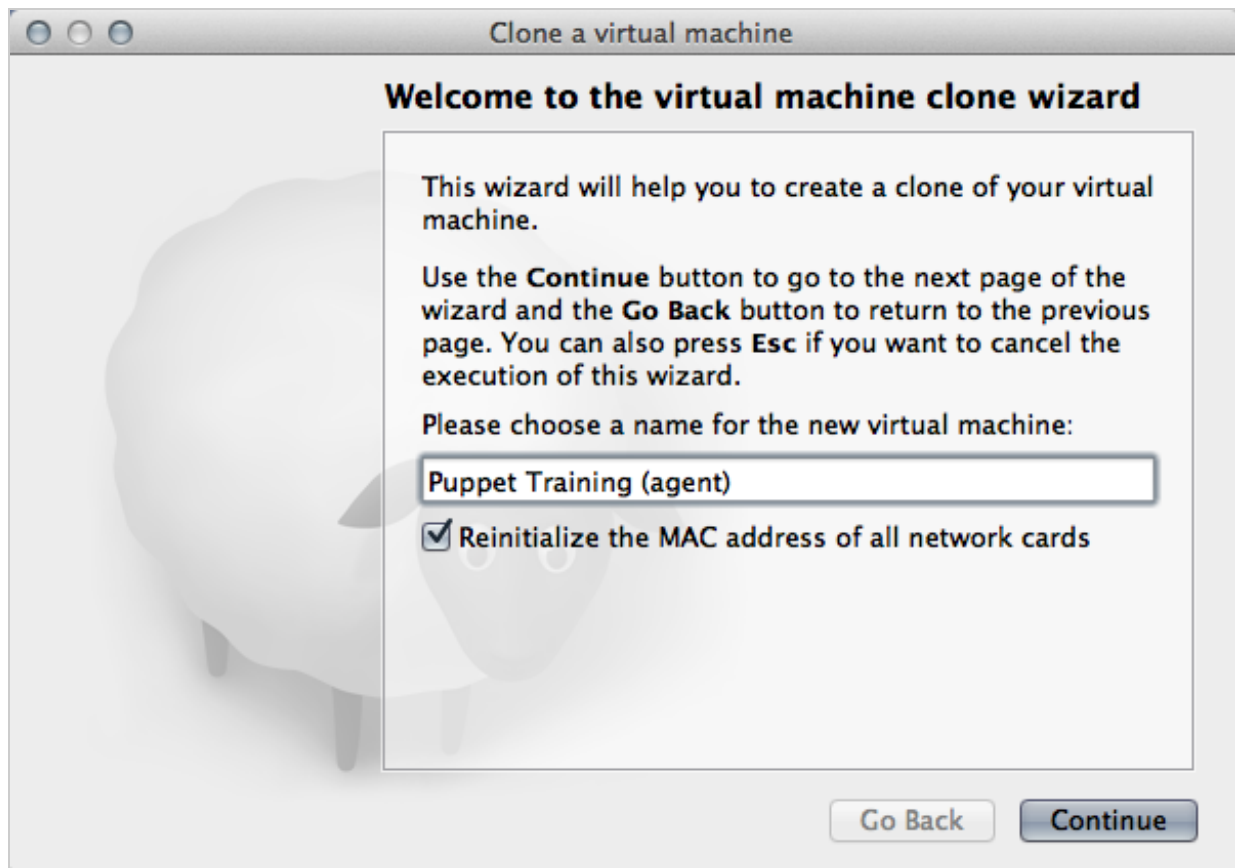 Clone a virtual machine
Welcome to the virtual machine clone wizard
This wizard will help you to create a clone of your virtual
machine.
Use the Continue button to go to the next page of the
wizard and the Go Back button to return to the previous
page. You can also press Esc if you want to cancel the
execution of this wizard.
Please choose a name for the new virtual machine:
Puppet Training (agent)
Reinitialize the MAC address of all network cards
Go Back
Continue